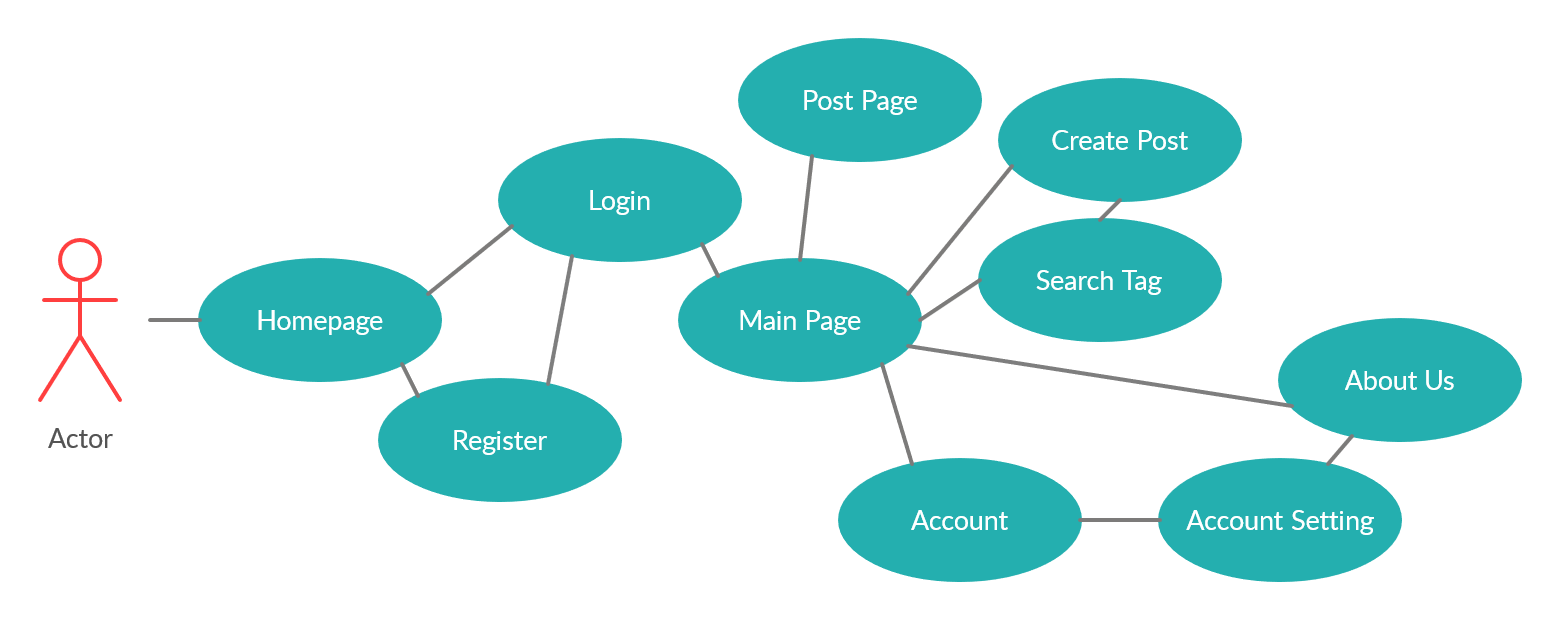 Post Page
Create Post
Login
Search Tag
Homepage
Main Page
About Us
Actor
Register
Account
Account Setting